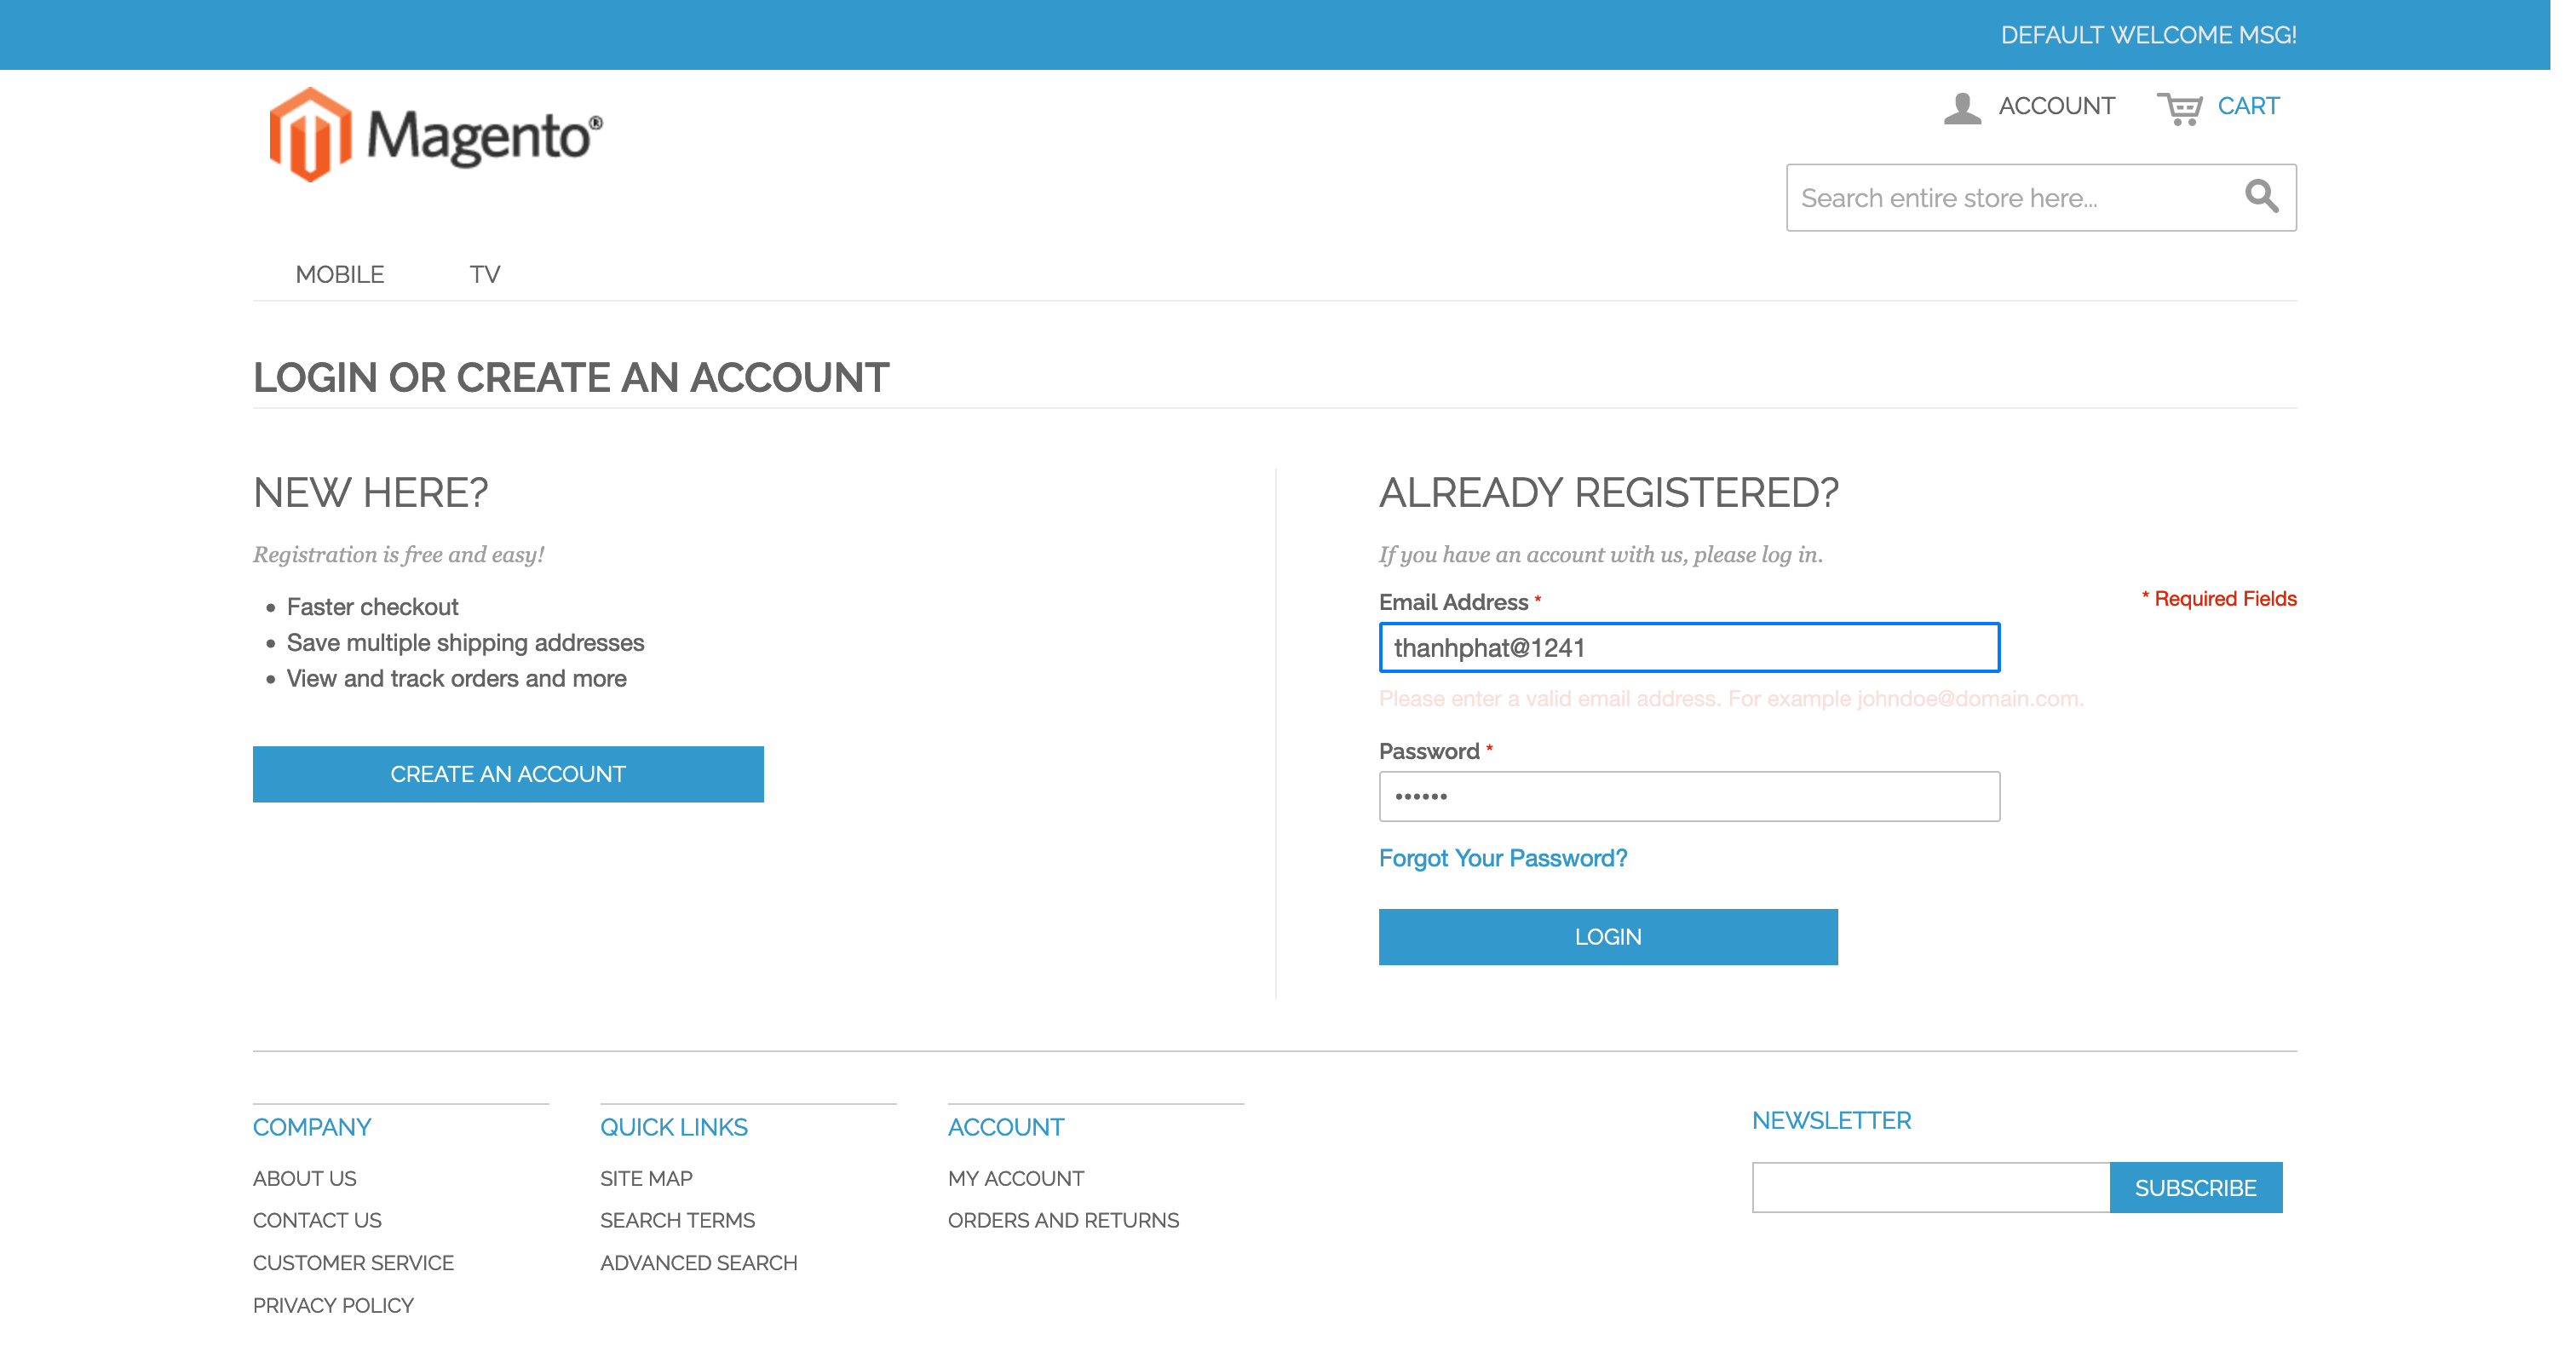 DEFAULT WELCOME MSG!
Magento®
ACCOUNT
CART
Search entire store here...
MOBILE
TV
LOGIN OR CREATE AN ACCOUNT
NEW HERE?
Registration is free and easy!
Faster checkout
Save multiple shipping addresses
View and track orders and more
CREATE AN ACCOUNT
ALREADY REGISTERED?
If you have an account with us, please log in.
* Required Fields
Email Address *
thanhphat@1241
Please enter a valid email address. For example johndoe@domain.com.
Password *
••••••
Forgot Your Password?
LOGIN
COMPANY
ABOUT US
CONTACT US
CUSTOMER SERVICE
PRIVACY POLICY
QUICK LINKS
SITE MAP
SEARCH TERMS
ADVANCED SEARCH
ACCOUNT
MY ACCOUNT
ORDERS AND RETURNS
NEWSLETTER
SUBSCRIBE